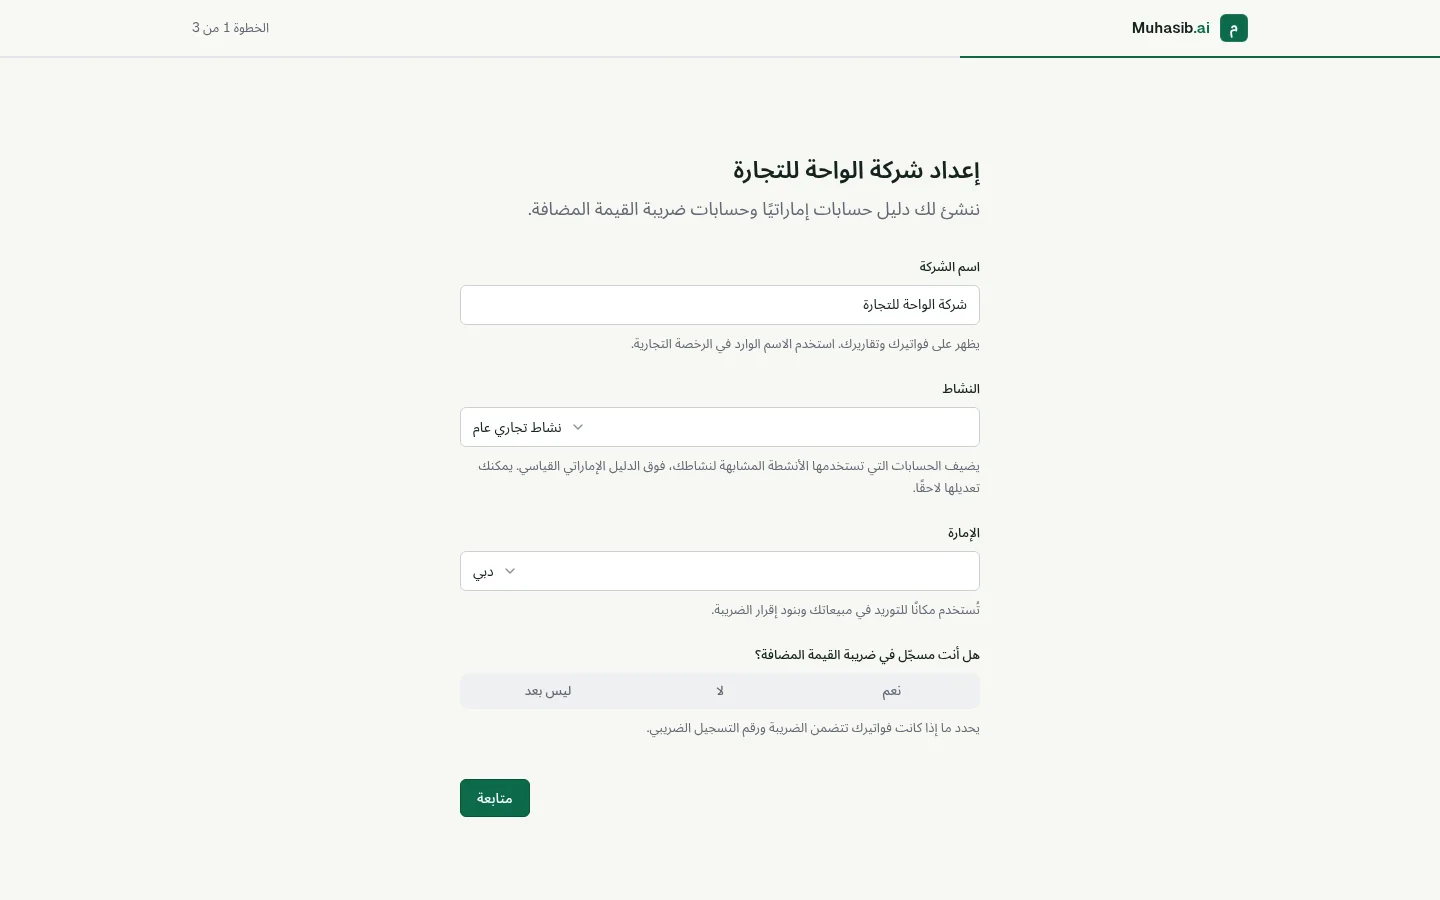 م
Muhasib.ai
الخطوة 1 من 3
إعداد شركة الواحة للتجارة
ننشئ لك دليل حسابات إماراتيًا وحسابات ضريبة القيمة المضافة.
اسم الشركة
شركة الواحة للتجارة
يظهر على فواتيرك وتقاريرك. استخدم الاسم الوارد في الرخصة التجارية.
النشاط
نشاط تجاري عام
يضيف الحسابات التي تستخدمها الأنشطة المشابهة لنشاطك، فوق الدليل الإماراتي القياسي. يمكنك
تعديلها لاحقًا.
الإمارة
دبي
تُستخدم مكانًا للتوريد في مبيعاتك وبنود إقرار الضريبة.
هل أنت مسجّل في ضريبة القيمة المضافة؟
نعم
لا
ليس بعد
يحدد ما إذا كانت فواتيرك تتضمن الضريبة ورقم التسجيل الضريبي.
متابعة